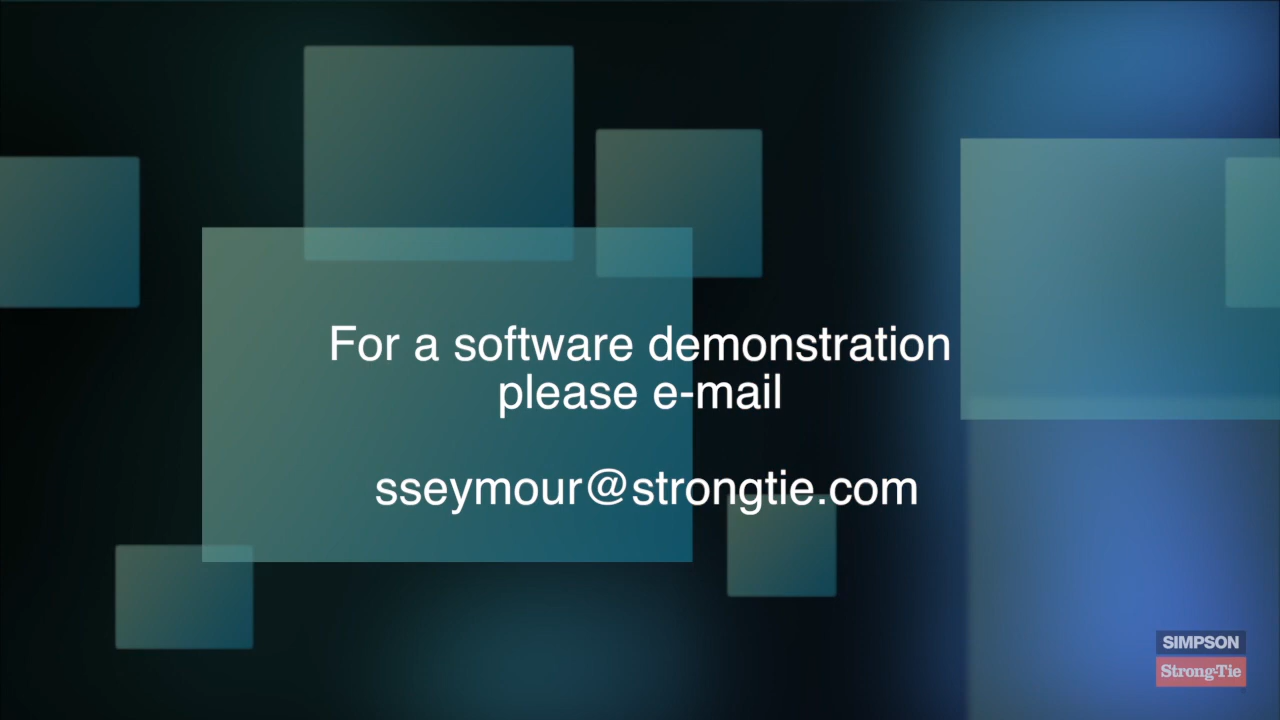 For a software demonstration
please e-mail
sseymour@strongtie.com
SIMPSON
Strong-Tie